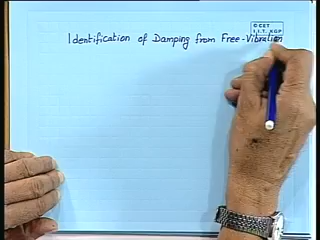 © CET
I.I.T. KGP
Identification of Damping from Free-Vibration